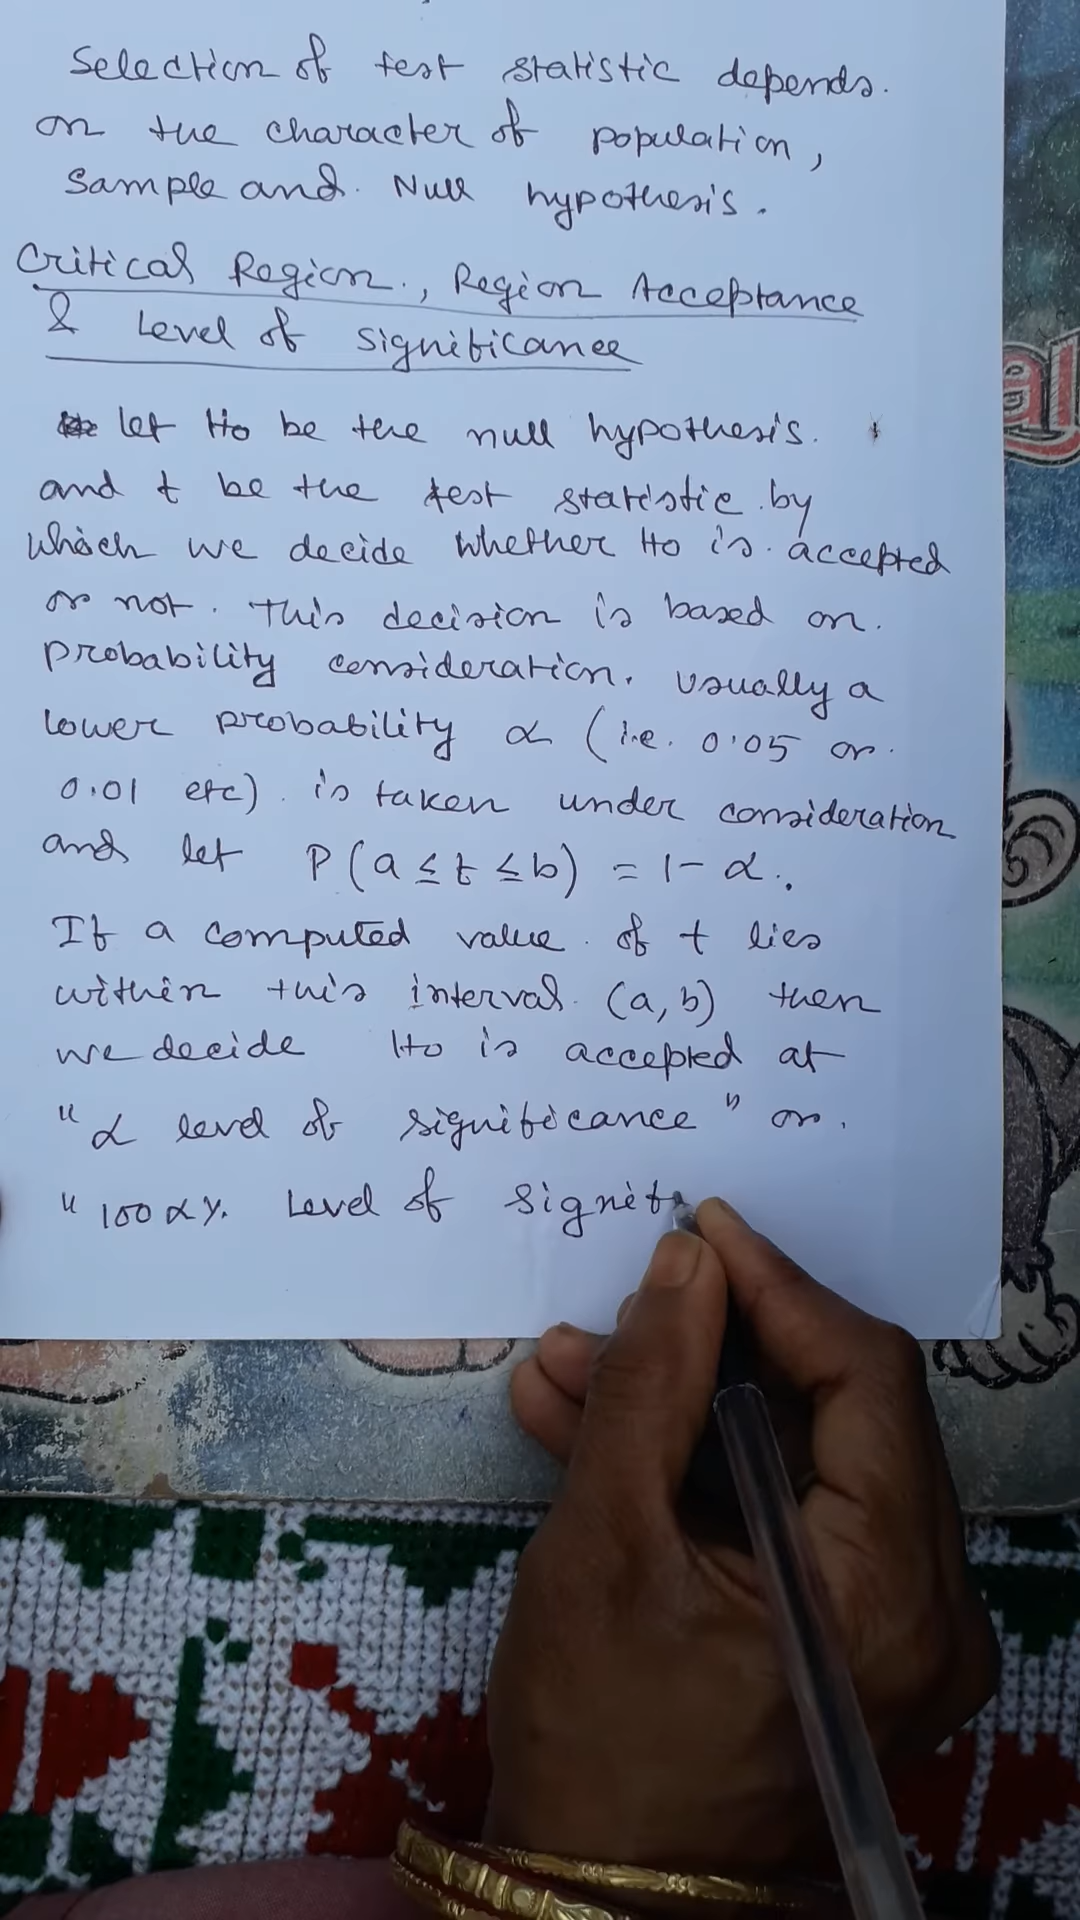 Selection of test statistic depends.
on the character of population,
Sample and. Null hypothesis.
Critical Region., Region Acceptance
& Level of significance
let Ho be the null hypothesis.
and t be the test statistic. by
which we decide whether Ho is. accepted
or not. This decision is based on.
probability consideration. usually a
lower probability α (i.e. 0.05 or.
0.01 etc). is taken under consideration
and let P(a ≤ t ≤ b) = 1 - α.
If a computed value. of t lies
within this interval. (a, b) then
we decide Ho is accepted at
"α level of significance" or.
"100 α%. Level of signif
al